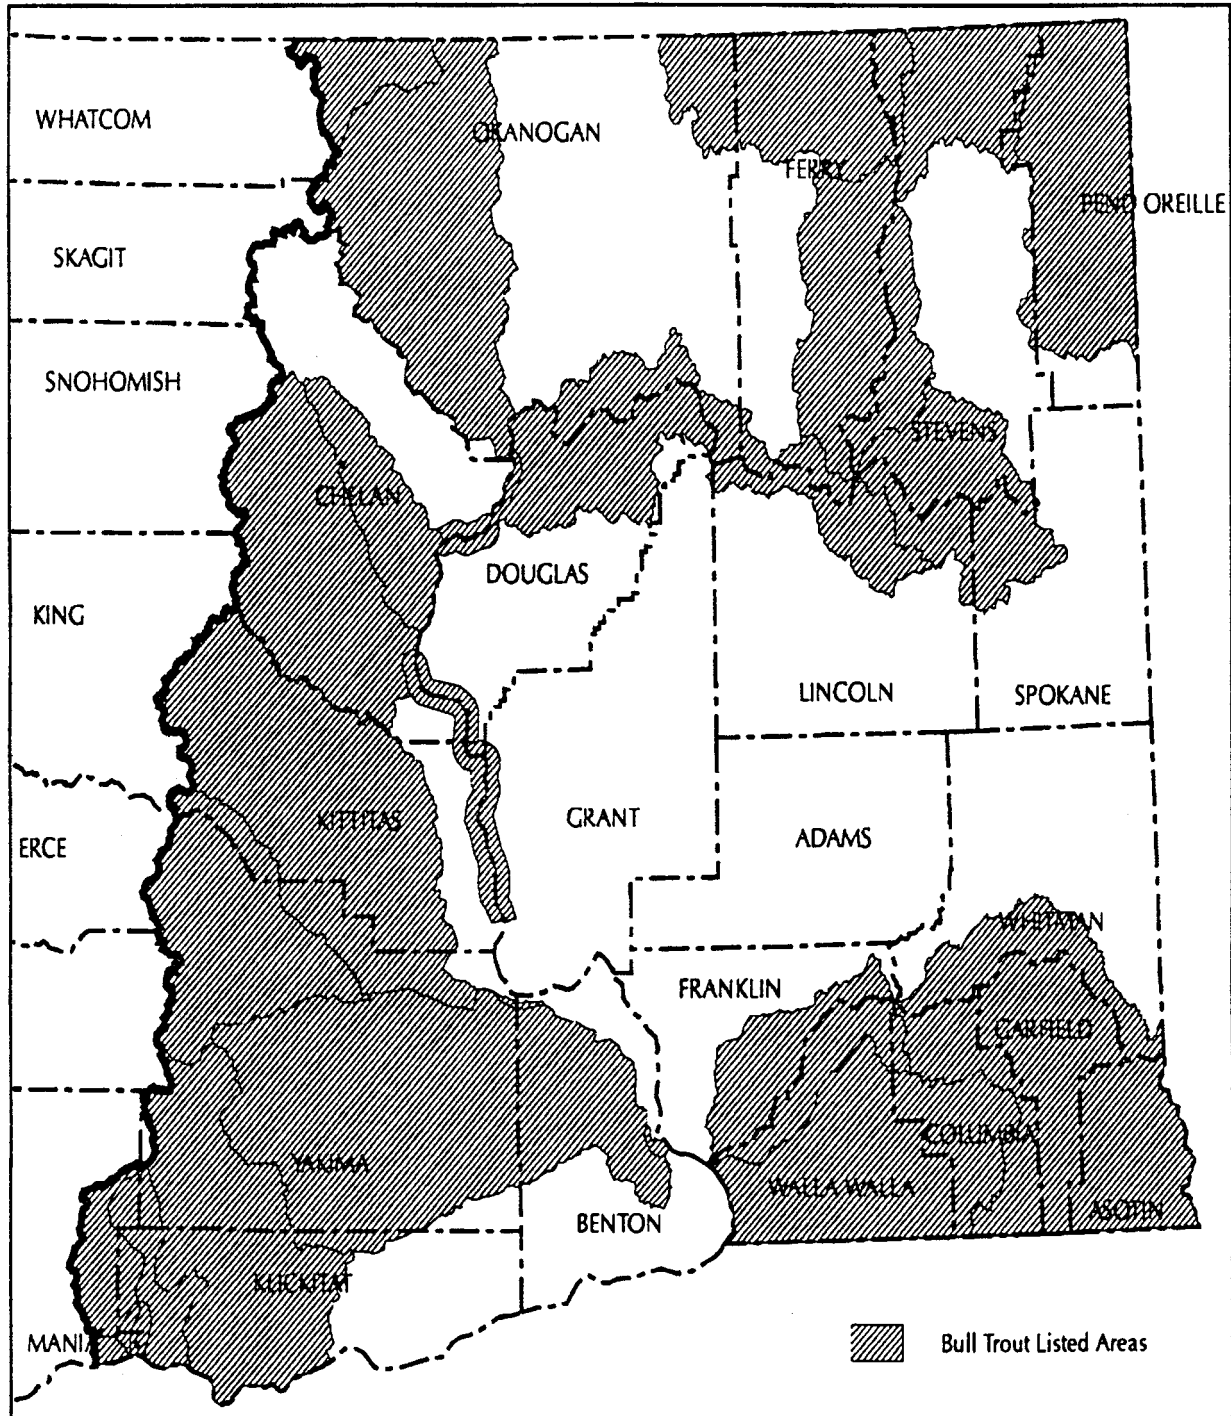 WHATCOM
OKANOGAN
FERRY
PEND OREILLE
SKAGIT
SNOHOMISH
STEVENS
CHELAN
DOUGLAS
KING
LINCOLN
SPOKANE
KITTITAS
GRANT
ADAMS
ERCE
WHITMAN
FRANKLIN
GARFIELD
COLUMBIA
YAKIMA
WALLA WALLA
ASOTIN
BENTON
KLICKITAT
MANIA
Bull Trout Listed Areas